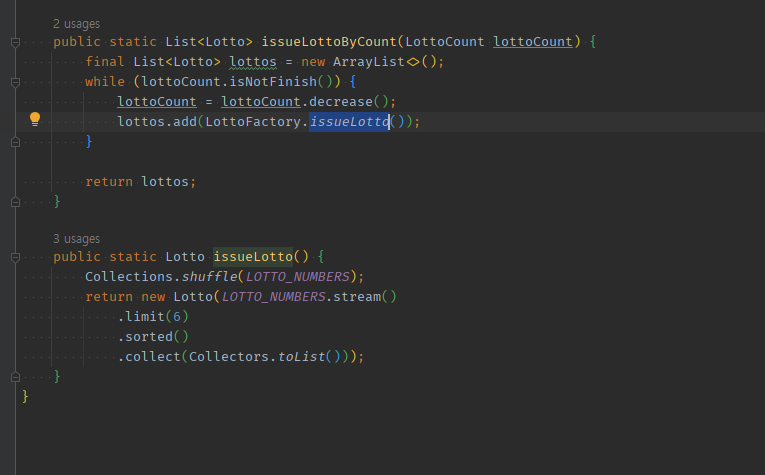 2 usages
public static List<Lotto> issueLottoByCount(LottoCount lottoCount) {
final List<Lotto> lottos = new ArrayList<>();
while (lottoCount.isNotFinish()) {
lottoCount = lottoCount.decrease();
lottos.add(LottoFactory.issueLotto());
}
return lottos;
}
3 usages
public static Lotto issueLotto() {
Collections.shuffle(LOTTO_NUMBERS);
return new Lotto(LOTTO_NUMBERS.stream()
.limit(6)
.sorted()
.collect(Collectors.toList()));
}
}